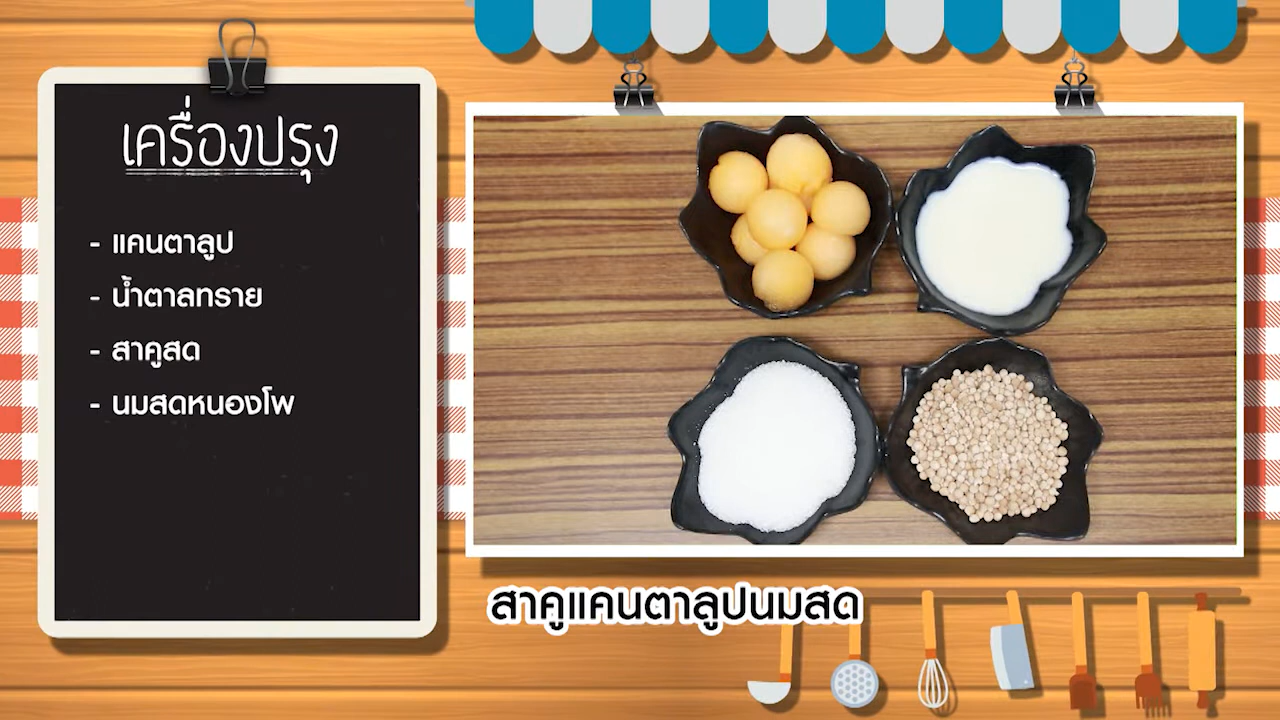 เครื่องปรุง
- แคนตาลูป
- น้ำตาลทราย
- สาคูสด
- นมสดหนองโพ
สาคูแคนตาลูปนมสด